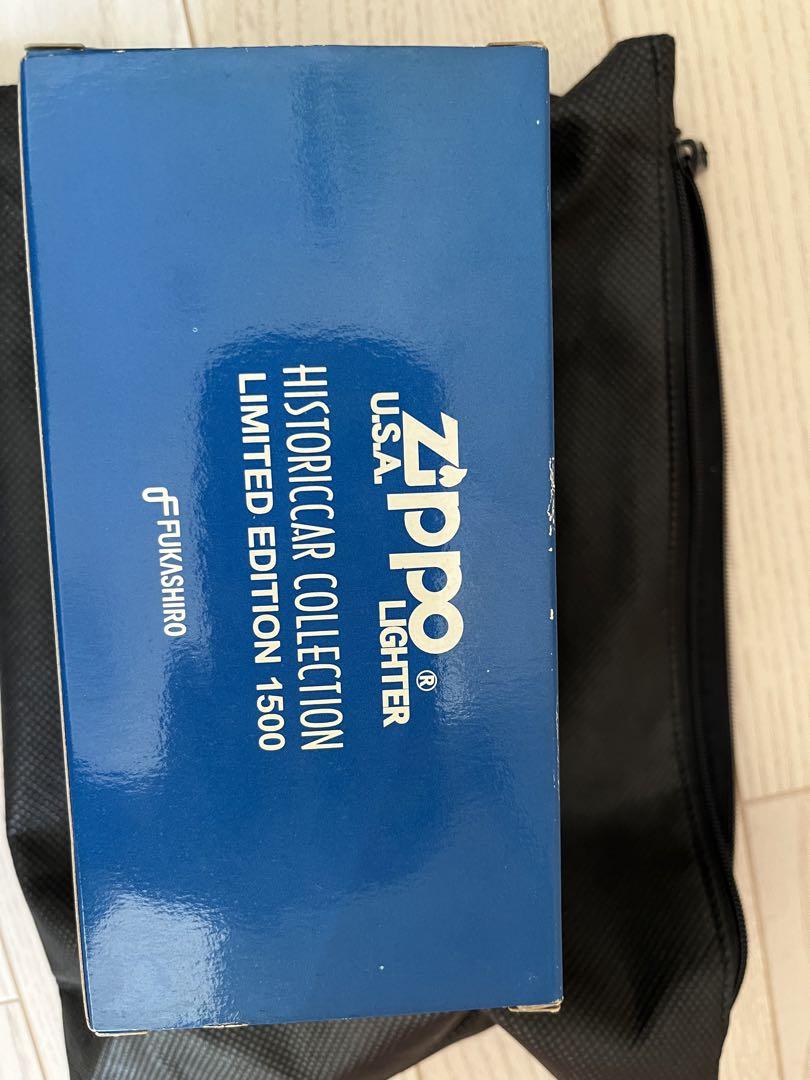 Zippo®
U.S.A. LIGHTER
HISTORICCAR COLLECTION
LIMITED EDITION 1500
FUKASHIRO